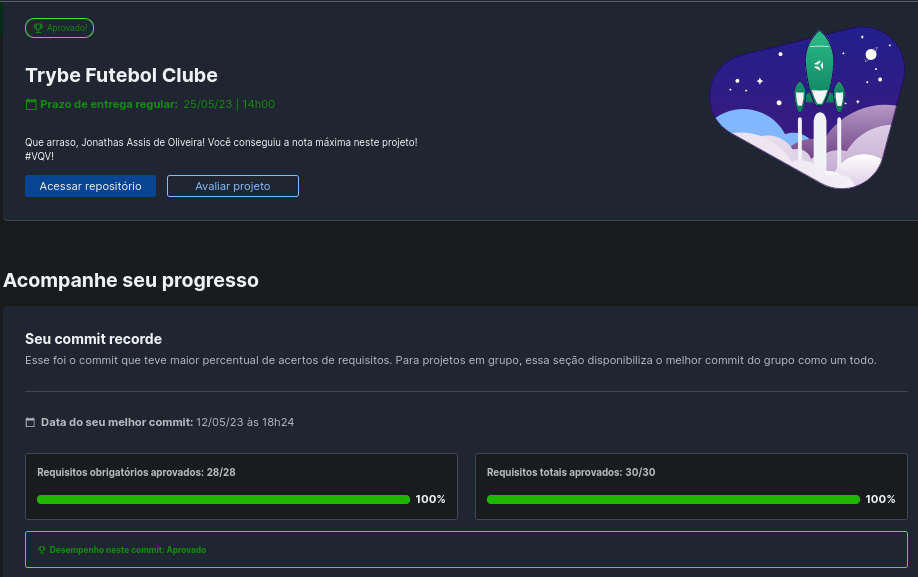 Aprovado!
Trybe Futebol Clube
Prazo de entrega regular: 25/05/23 | 14h00
Que arraso, Jonathas Assis de Oliveira! Você conseguiu a nota máxima neste projeto!
#VQV!
Acessar repositório
Avaliar projeto
Acompanhe seu progresso
Seu commit recorde
Esse foi o commit que teve maior percentual de acertos de requisitos. Para projetos em grupo, essa seção disponibiliza o melhor commit do grupo como um todo.
Data do seu melhor commit: 12/05/23 às 18h24
Requisitos obrigatórios aprovados: 28/28
100%
Requisitos totais aprovados: 30/30
100%
Desempenho neste commit: Aprovado